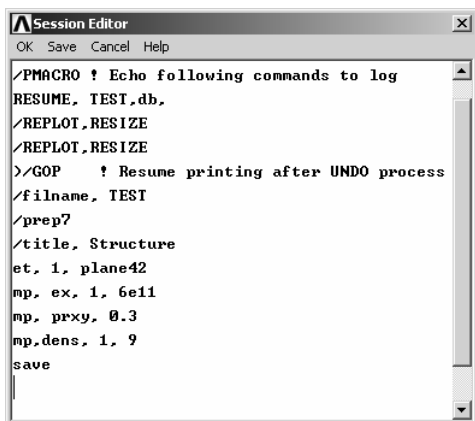 Session Editor
OK Save Cancel Help
/PMACRO ! Echo following commands to log
RESUME, TEST,db,
/REPLOT,RESIZE
/REPLOT,RESIZE
>/GOP ! Resume printing after UNDO process
/filname, TEST
/prep7
/title, Structure
et, 1, plane42
mp, ex, 1, 6e11
mp, prxy, 0.3
mp,dens, 1, 9
save